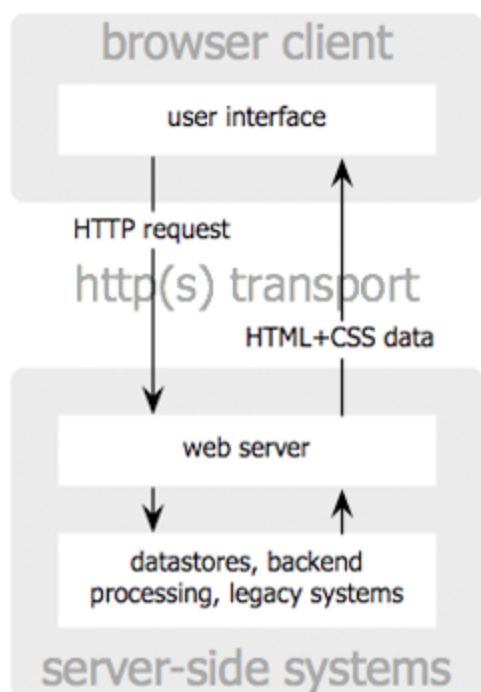 browser client
user interface
HTTP request
http(s) transport
HTML+CSS data
web server
datastores, backend
processing, legacy systems
server-side systems